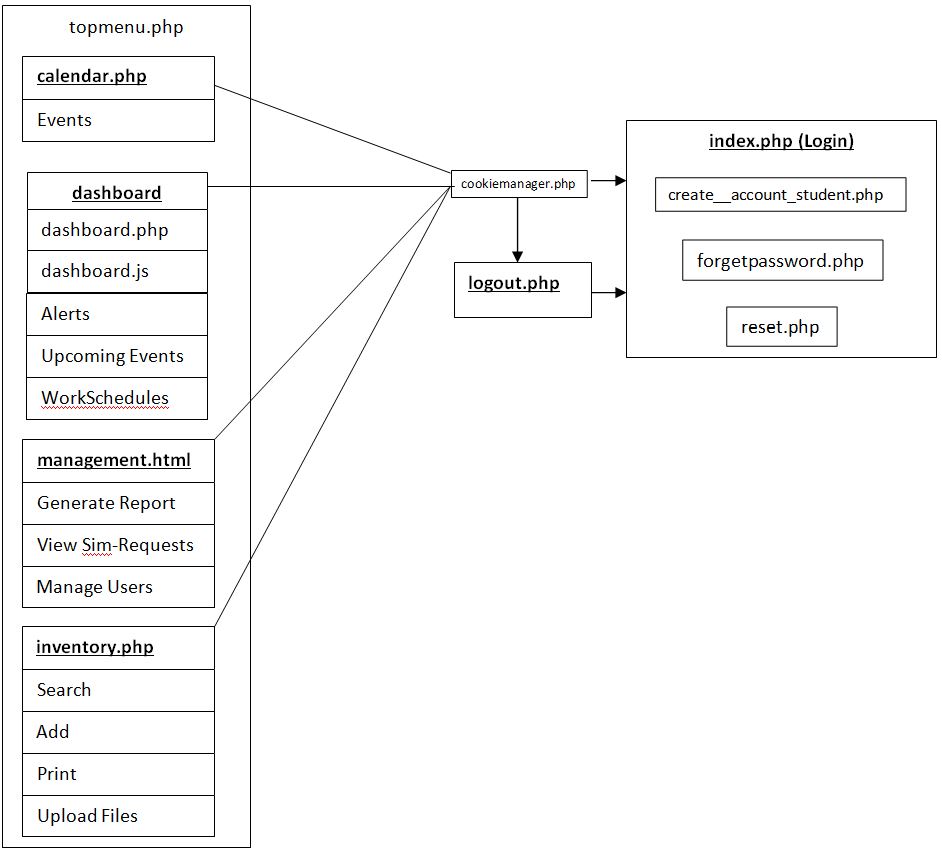 topmenu.php
calendar.php
Events
dashboard
dashboard.php
dashboard.js
Alerts
Upcoming Events
WorkSchedules
management.html
Generate Report
View Sim-Requests
Manage Users
inventory.php
Search
Add
Print
Upload Files
cookiemanager.php
logout.php
index.php (Login)
create__account_student.php
forgetpassword.php
reset.php